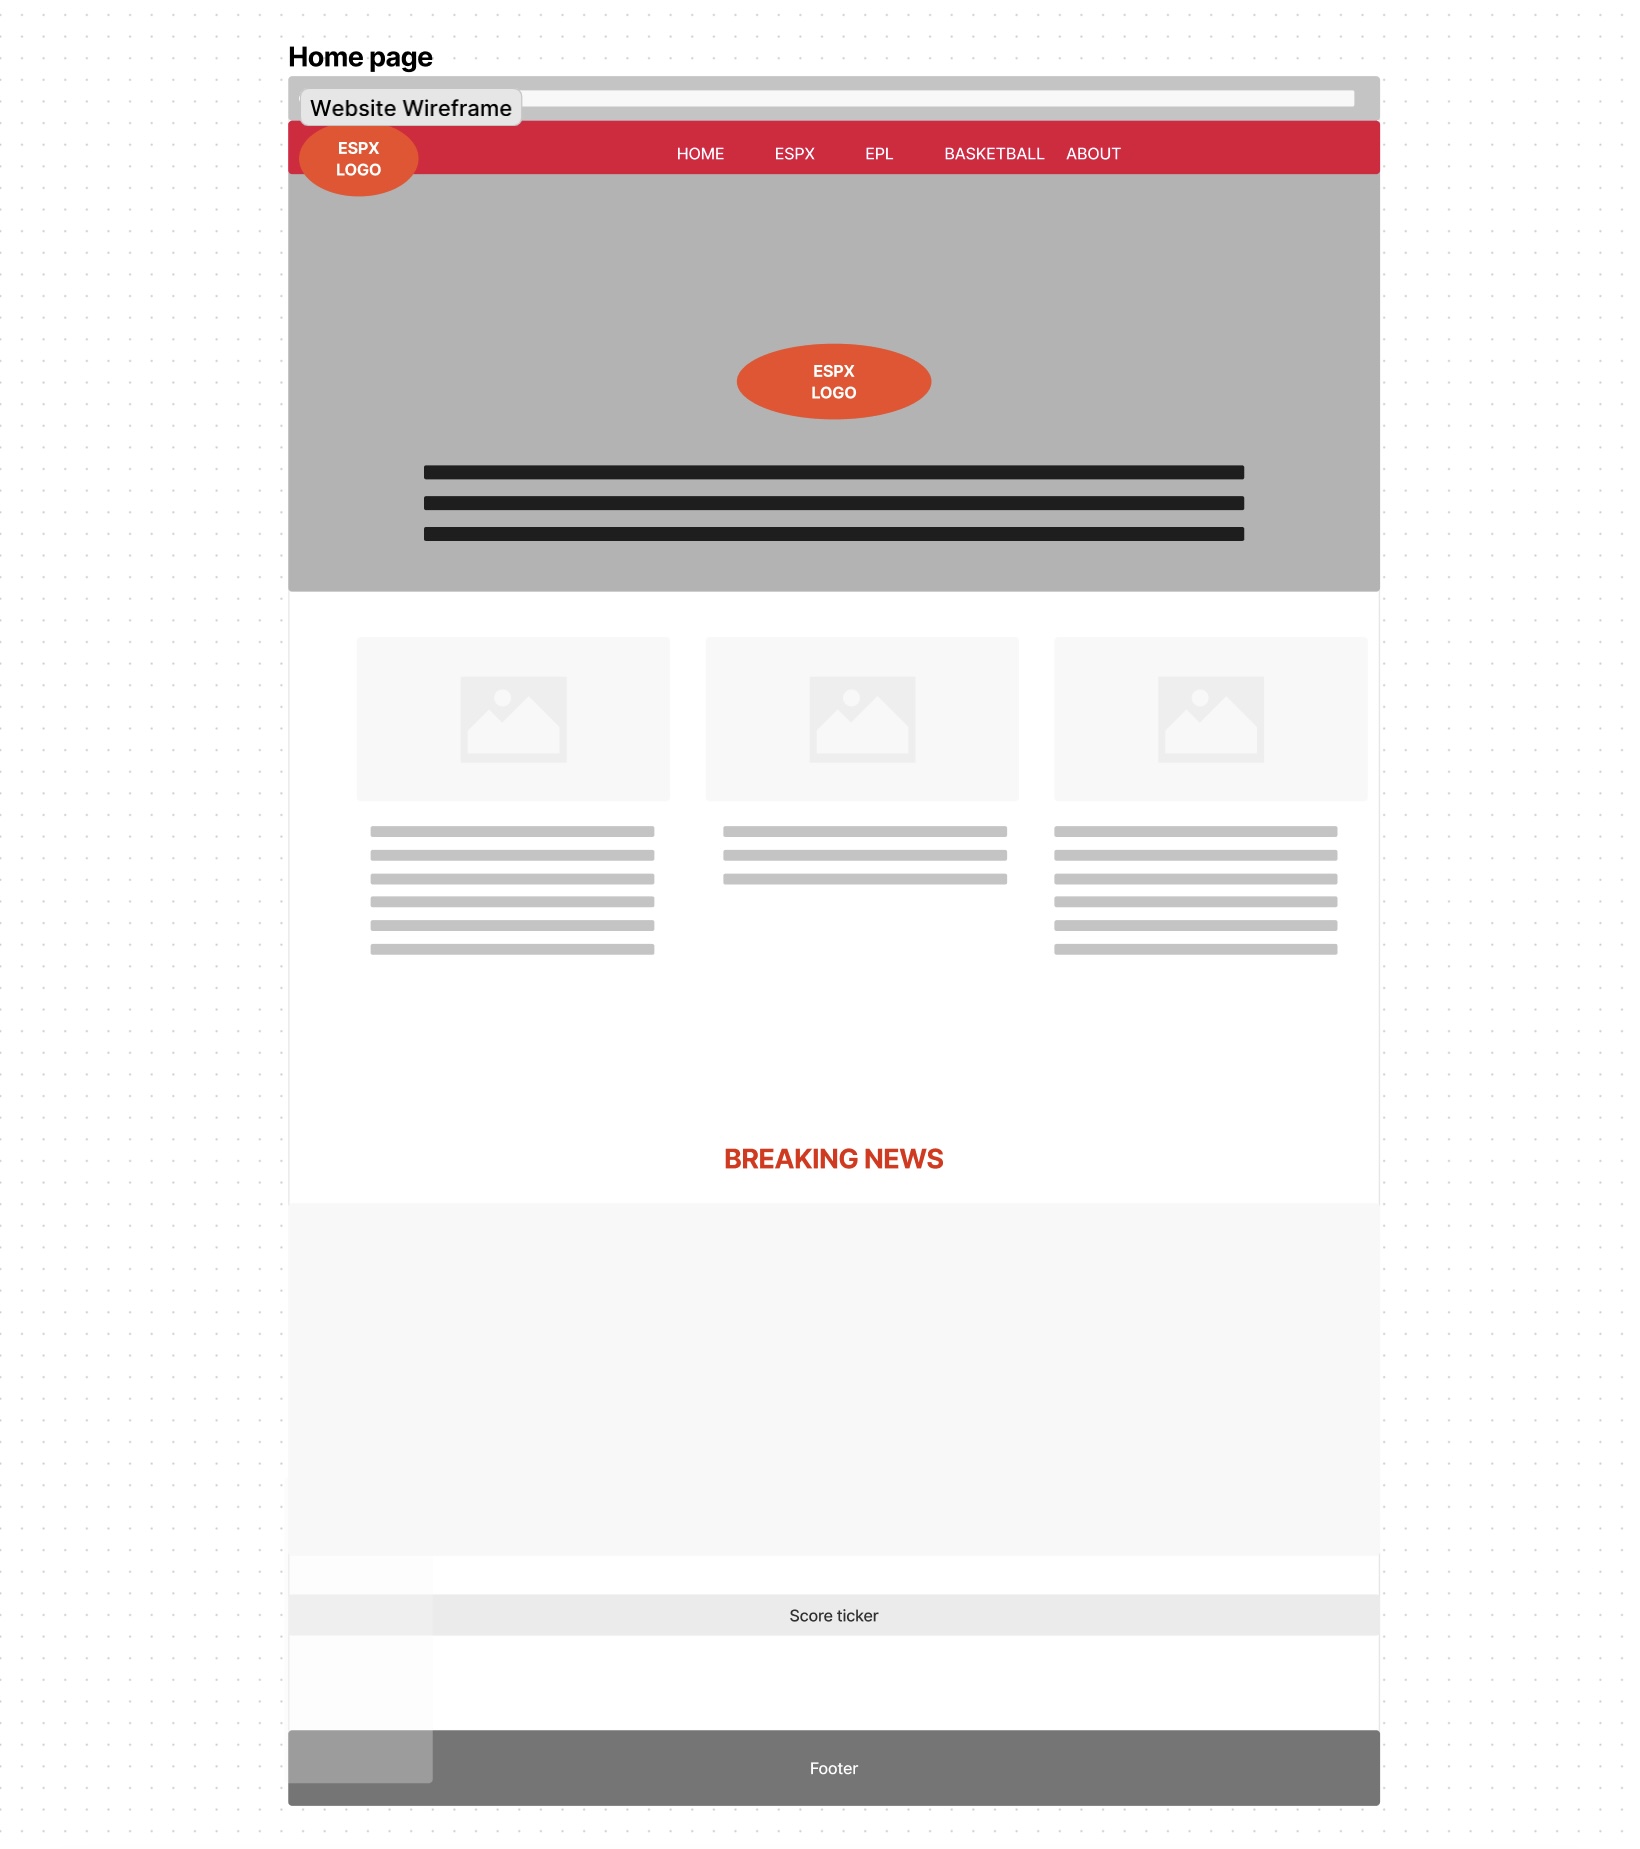 Home page
Website Wireframe
ESPX
LOGO
HOME ESPX EPL BASKETBALL ABOUT
ESPX
LOGO
BREAKING NEWS
Score ticker
Footer